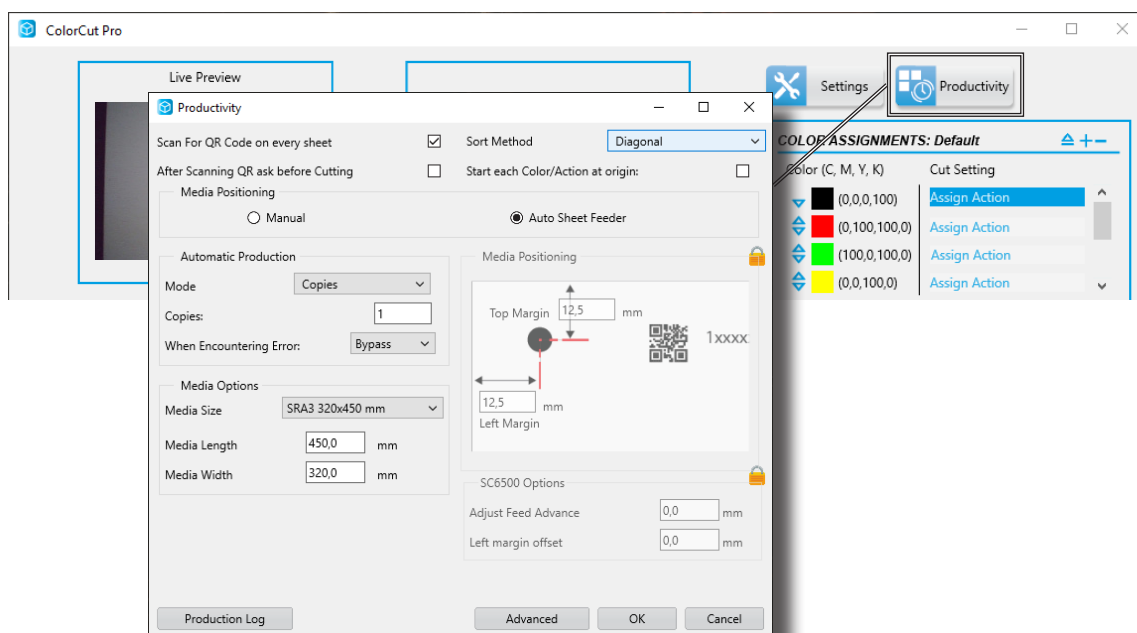 ColorCut Pro
Live Preview
Settings
Productivity
Productivity
Scan For QR Code on every sheet
Sort Method
Diagonal
After Scanning QR ask before Cutting
Start each Color/Action at origin:
Media Positioning
Manual
Auto Sheet Feeder
Automatic Production
Mode
Copies
Copies:
1
When Encountering Error:
Bypass
Media Options
Media Size
SRA3 320x450 mm
Media Length
450,0
mm
Media Width
320,0
mm
Media Positioning
Top Margin
12,5
mm
1xxxx
12,5
mm
Left Margin
SC6500 Options
Adjust Feed Advance
0,0
mm
Left margin offset
0,0
mm
Production Log
Advanced
OK
Cancel
COLOR ASSIGNMENTS: Default
Color (C, M, Y, K)
Cut Setting
(0,0,0,100)
Assign Action
(0,100,100,0)
Assign Action
(100,0,100,0)
Assign Action
(0,0,100,0)
Assign Action